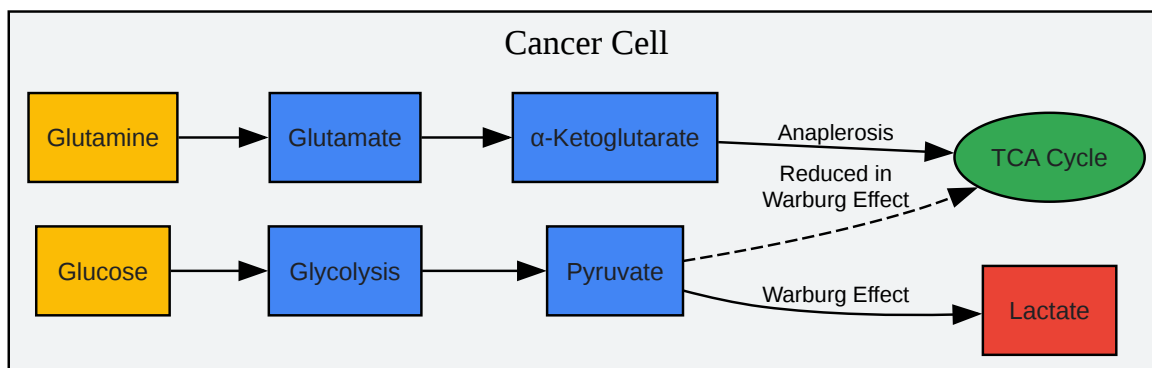 Cancer Cell
Glutamine
Glutamate
α-Ketoglutarate
Anaplerosis
TCA Cycle
Reduced in
Warburg Effect
Glucose
Glycolysis
Pyruvate
Warburg Effect
Lactate